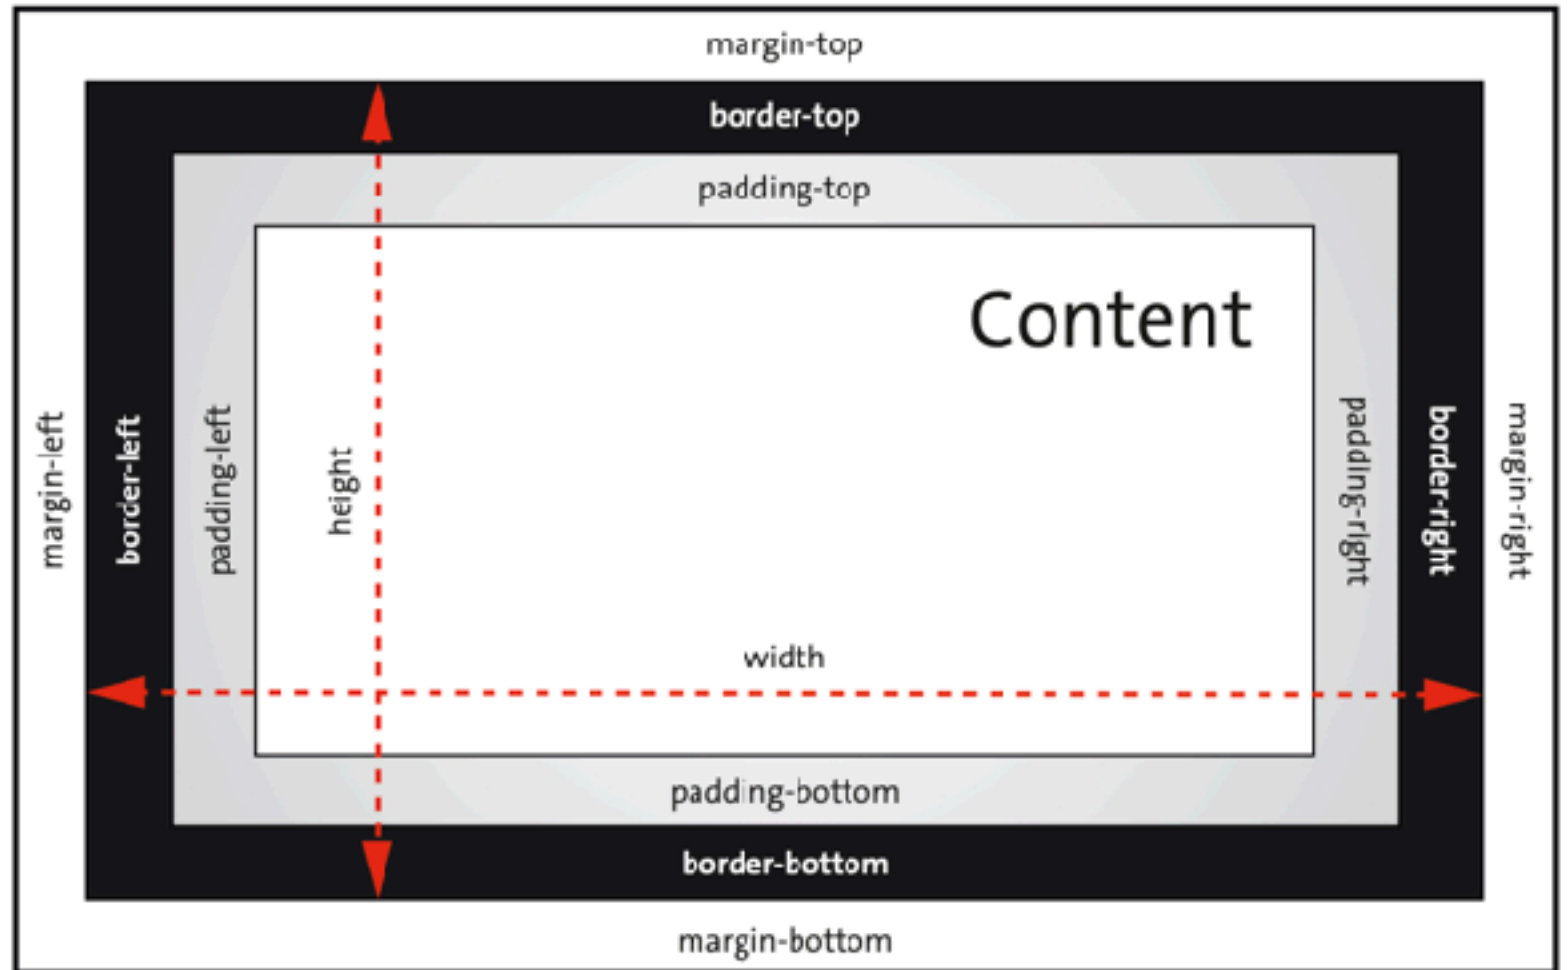 margin-top
border-top
padding-top
Content
margin-left
border-left
padding-left
height
padding-right
border-right
margin-right
width
padding-bottom
border-bottom
margin-bottom